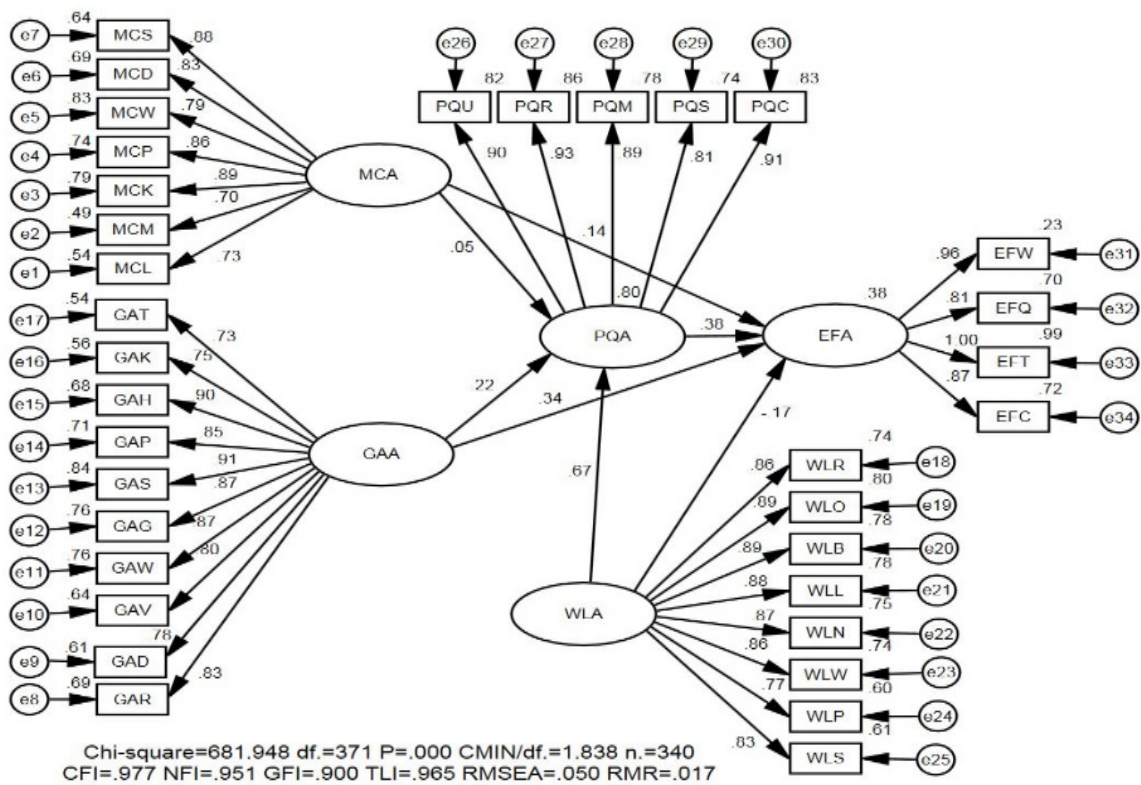 e7 .64 MCS .88
e6 .69 MCD .83
e5 .83 MCW .79
e4 .74 MCP .86
e3 .79 MCK .89
e2 .49 MCM .70
e1 .54 MCL .73
MCA
e26 e27 e28 e29 e30
.82 .86 .78 .74 .83
PQU PQR PQM PQS PQC
.90 .93 .89 .81 .91
.14
.05
.80
PQA
.38
.38
EFA
.22
.34
-.17
.67
.23
.96 EFW e31
.70
.81 EFQ e32
.99
1.00 EFT e33
.72
.87 EFC e34
e17 .54 GAT .73
e16 .56 GAK .75
e15 .68 GAH .90
e14 .71 GAP .85
e13 .84 GAS .91
e12 .76 GAG .87
e11 .76 GAW .87
e10 .64 GAV .80
e9 .61 GAD .78
e8 .69 GAR .83
GAA
WLA
.74
.86 WLR e18
.80
.89 WLO e19
.78
.89 WLB e20
.78
.88 WLL e21
.75
.87 WLN e22
.74
.86 WLW e23
.60
.77 WLP e24
.61
.83 WLS e25
Chi-square=681.948 df.=371 P=.000 CMIN/df.=1.838 n.=340
CFI=.977 NFI=.951 GFI=.900 TLI=.965 RMSEA=.050 RMR=.017